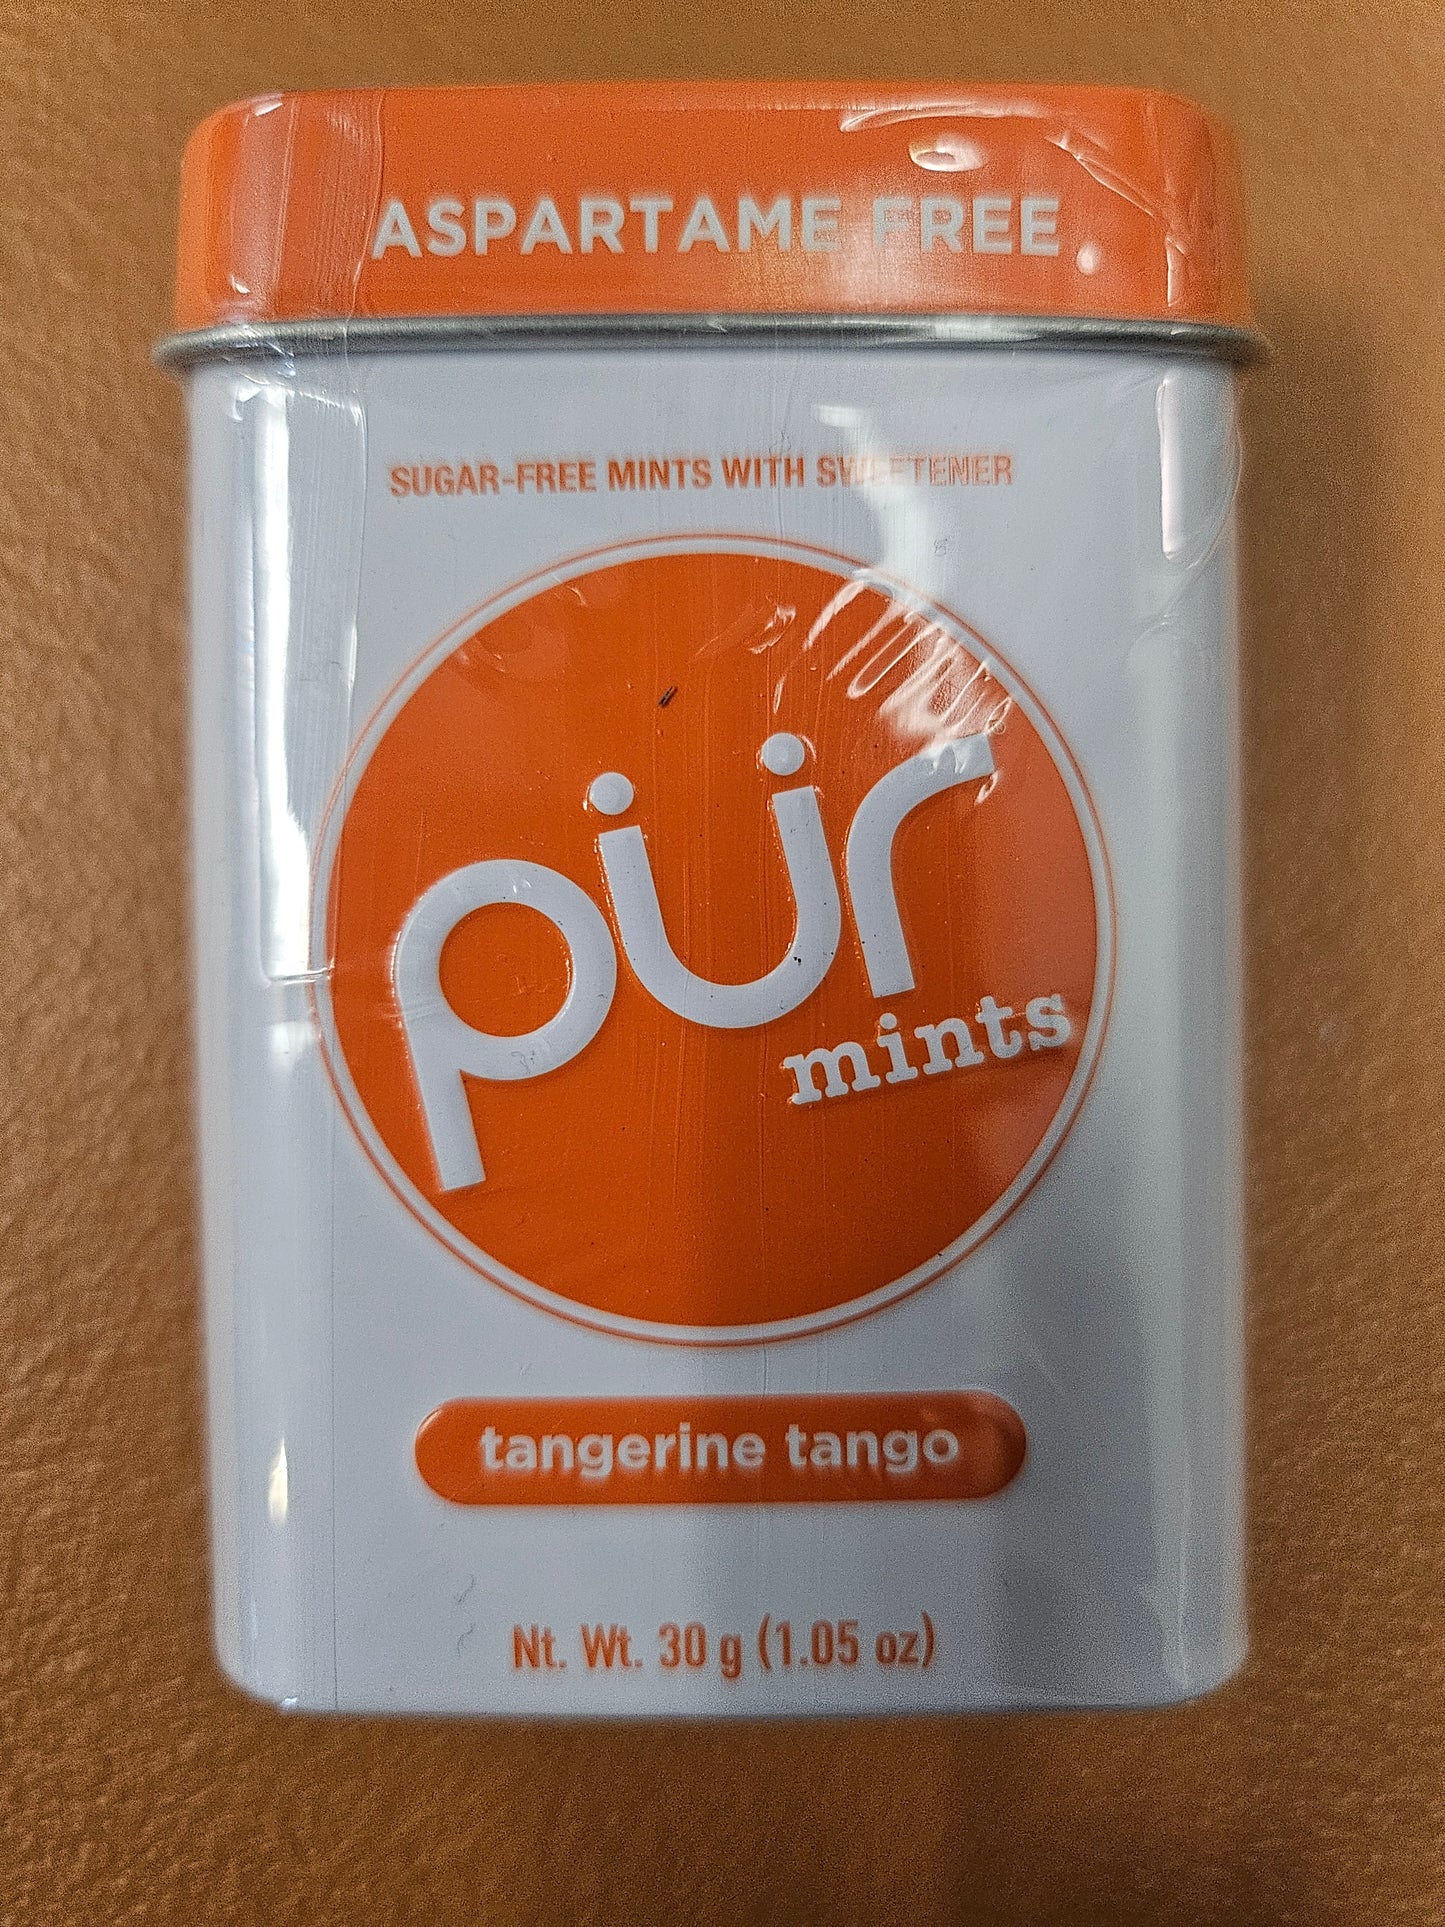 ASPARTAME FREE
SUGAR-FREE MINTS WITH SWEETENER
pür
mints
tangerine tango
Nt. Wt. 30 g (1.05 oz)